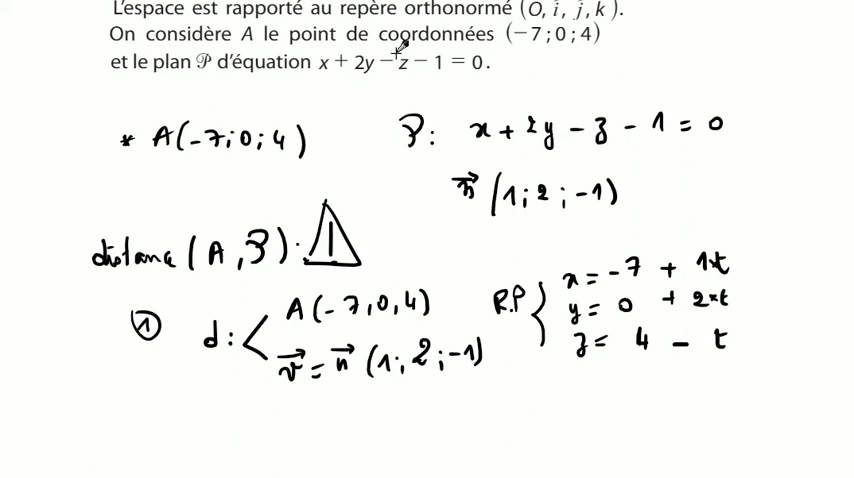 L'espace est rapporté au repère orthonormé (O, i, j, k).
On considère A le point de coordonnées (−7 ; 0 ; 4)
et le plan 𝒫 d'équation x + 2y − z − 1 = 0.
* A(-7; 0; 4)
P: x + 2y - z - 1 = 0
n⃗ (1; 2; -1)
distance (A, P):
① d: < A(-7, 0, 4)
v⃗ = n⃗ (1; 2; -1)
R.P { x = -7 + 1×t
y = 0 + 2×t
z = 4 - t